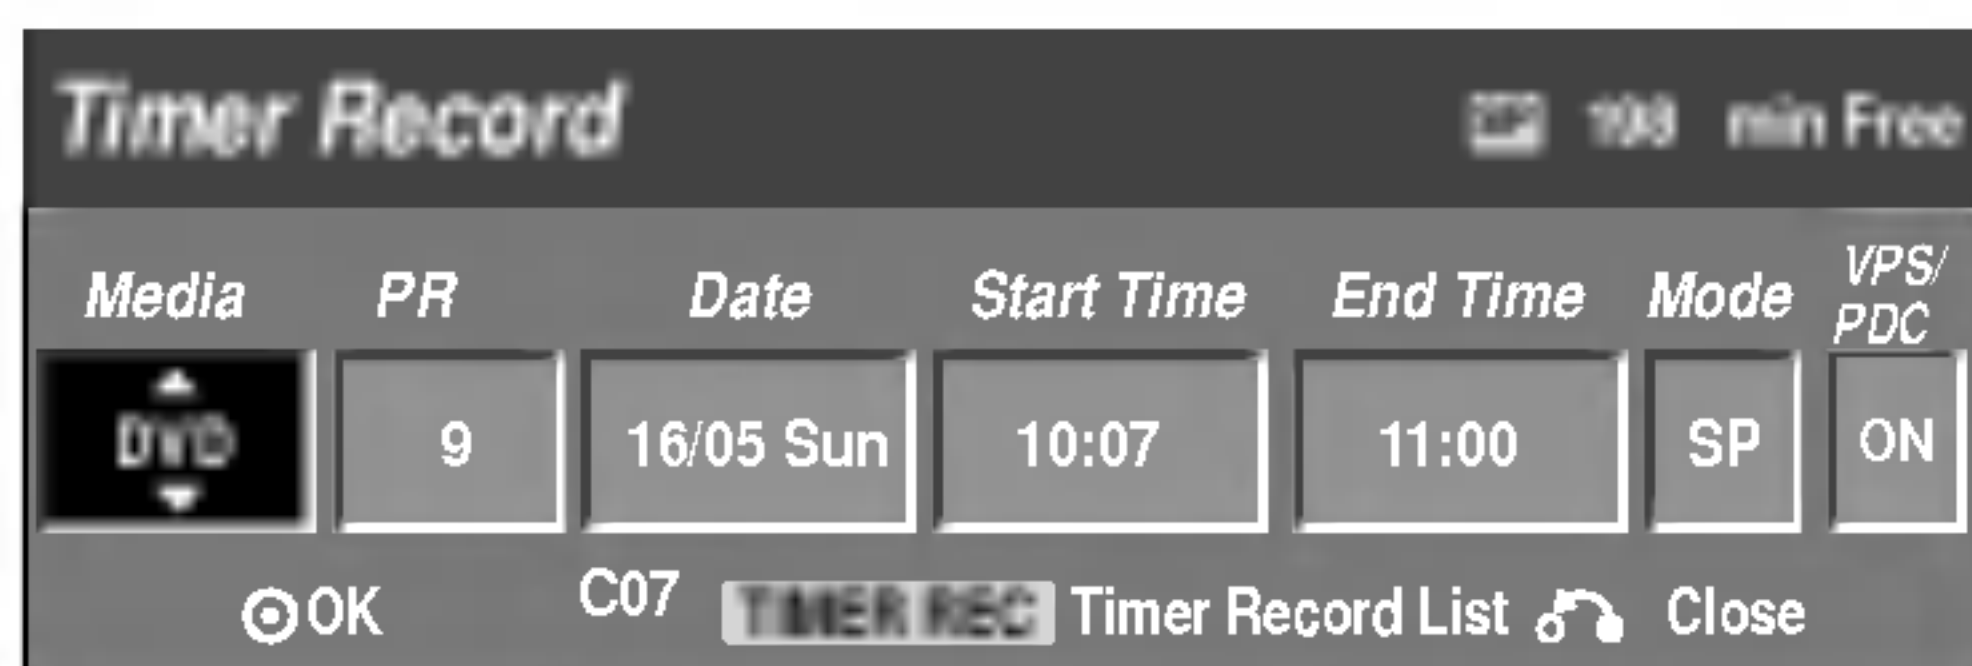 Timer Record min Free
Media PR Date Start Time End Time Mode VPS/
PDC
DVD 9 16/05 Sun 10:07 11:00 SP ON
OK C07 TIMER REC Timer Record List Close